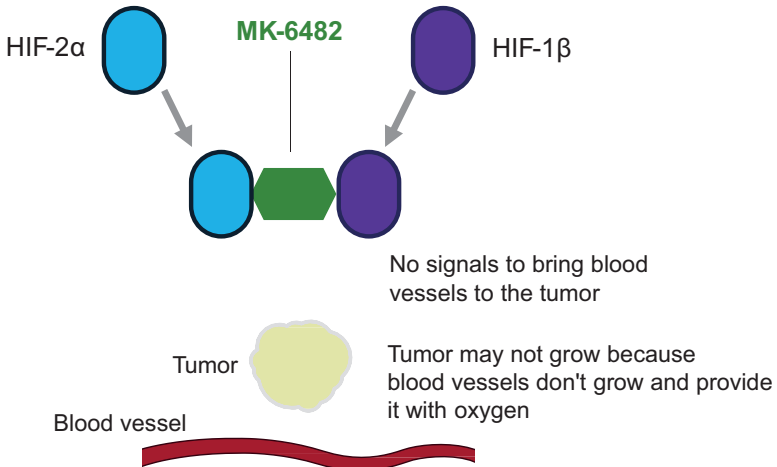 MK-6482
HIF-2α
HIF-1β
No signals to bring blood
vessels to the tumor
Tumor
Tumor may not grow because
blood vessels don't grow and provide
it with oxygen
Blood vessel